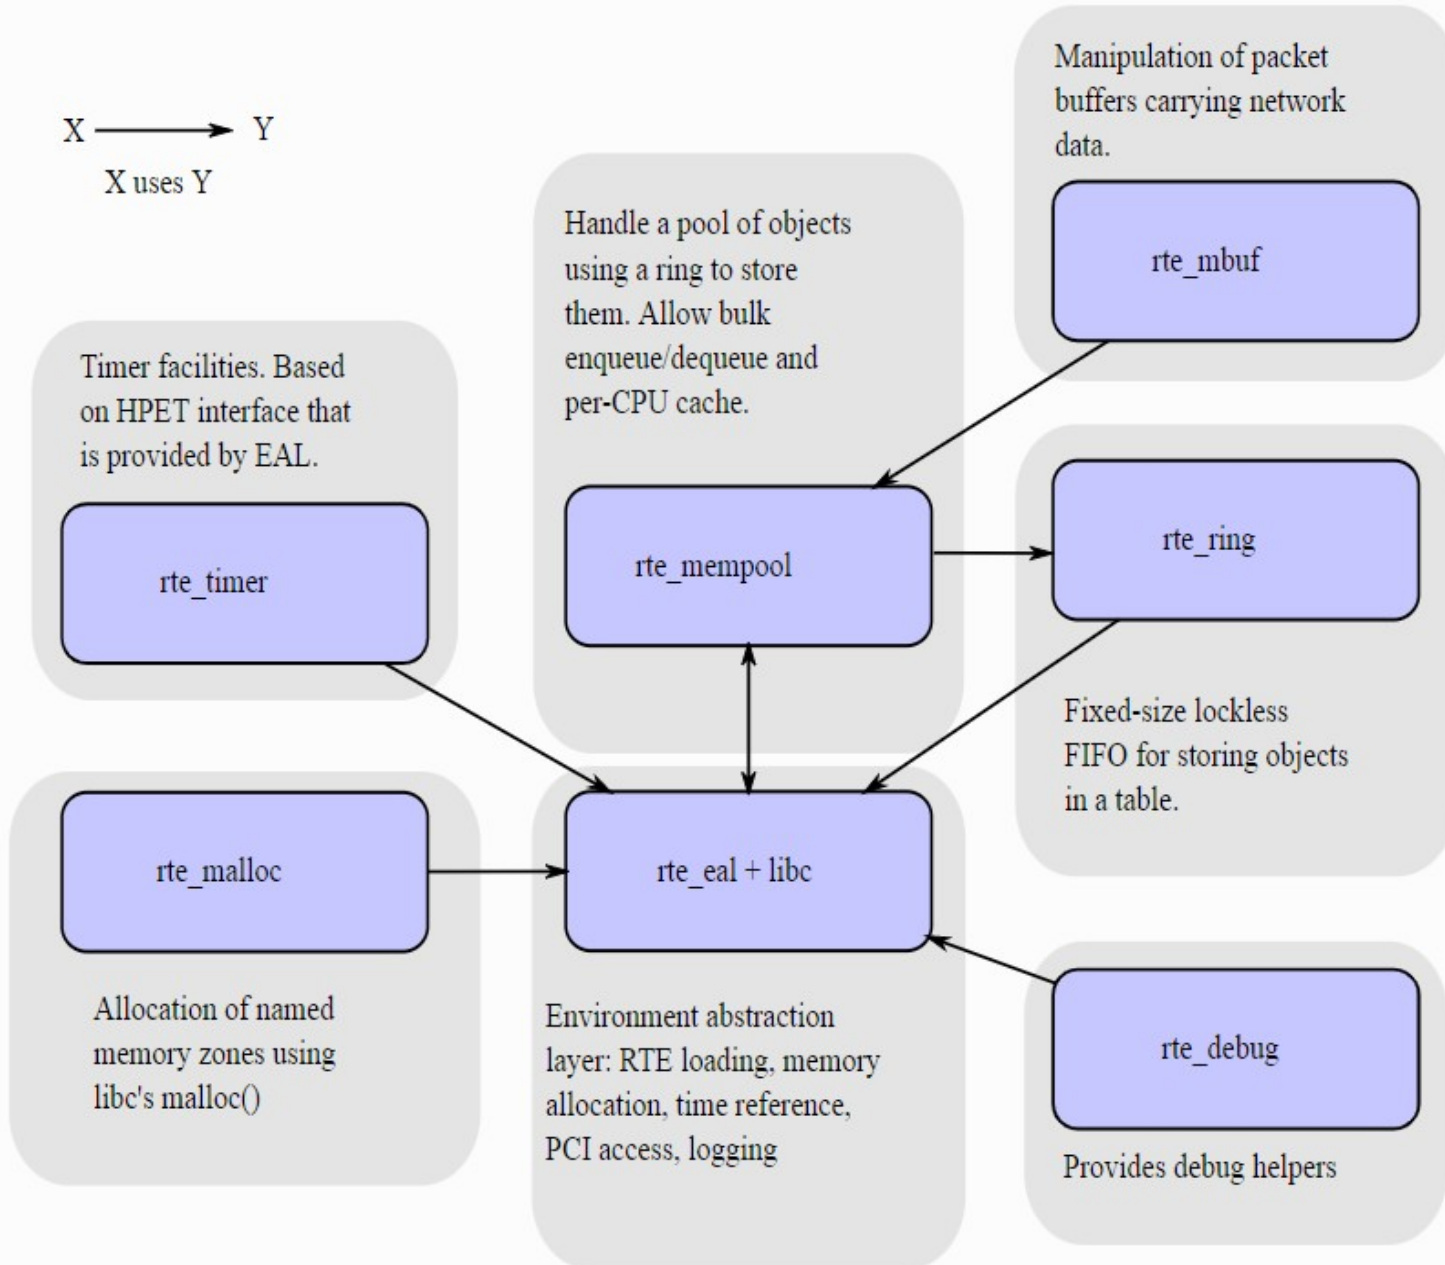 X Y
X uses Y
Manipulation of packet
buffers carrying network
data.
rte_mbuf
Handle a pool of objects
using a ring to store
them. Allow bulk
enqueue/dequeue and
per-CPU cache.
rte_mempool
Timer facilities. Based
on HPET interface that
is provided by EAL.
rte_timer
rte_ring
Fixed-size lockless
FIFO for storing objects
in a table.
rte_malloc
Allocation of named
memory zones using
libc's malloc()
rte_eal + libc
Environment abstraction
layer: RTE loading, memory
allocation, time reference,
PCI access, logging
rte_debug
Provides debug helpers